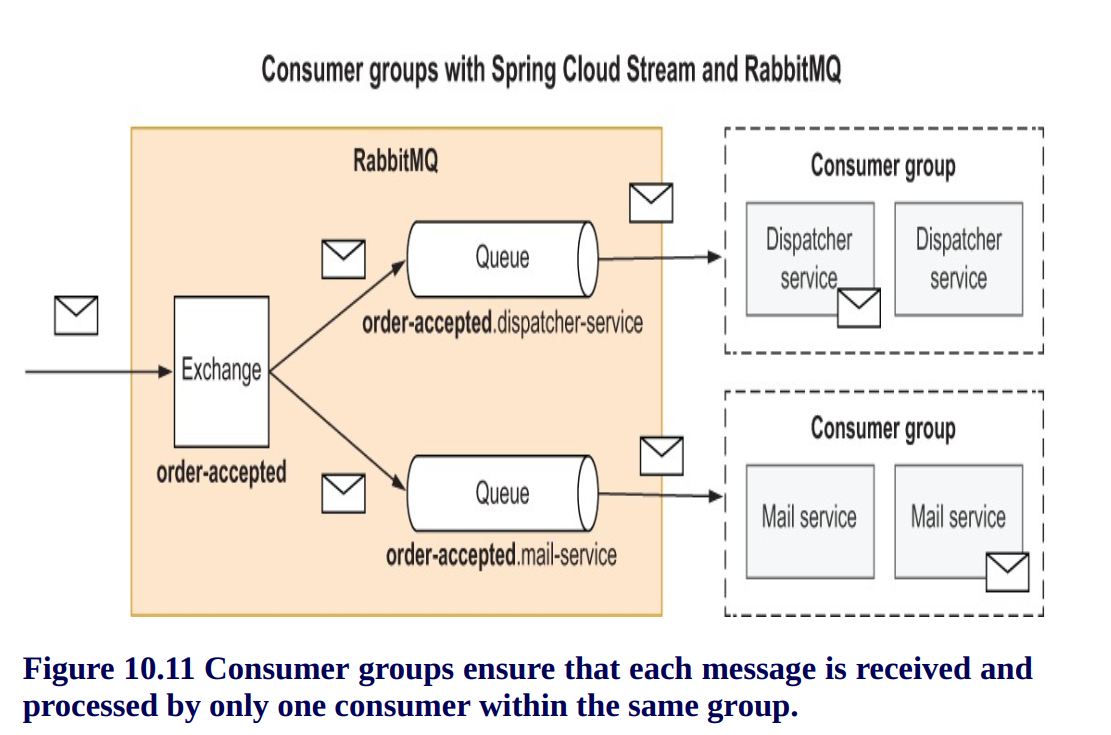 Consumer groups with Spring Cloud Stream and RabbitMQ
RabbitMQ
Exchange
order-accepted
Queue
order-accepted.dispatcher-service
Queue
order-accepted.mail-service
Consumer group
Dispatcher
service
Dispatcher
service
Consumer group
Mail service
Mail service
Figure 10.11 Consumer groups ensure that each message is received and
processed by only one consumer within the same group.